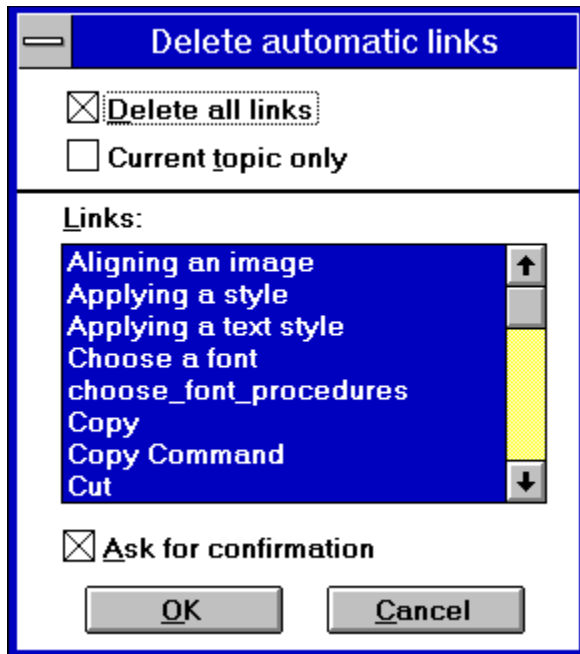 Delete automatic links
Delete all links
Current topic only
Links:
Aligning an image
Applying a style
Applying a text style
Choose a font
choose_font_procedures
Copy
Copy Command
Cut
Ask for confirmation
OK
Cancel